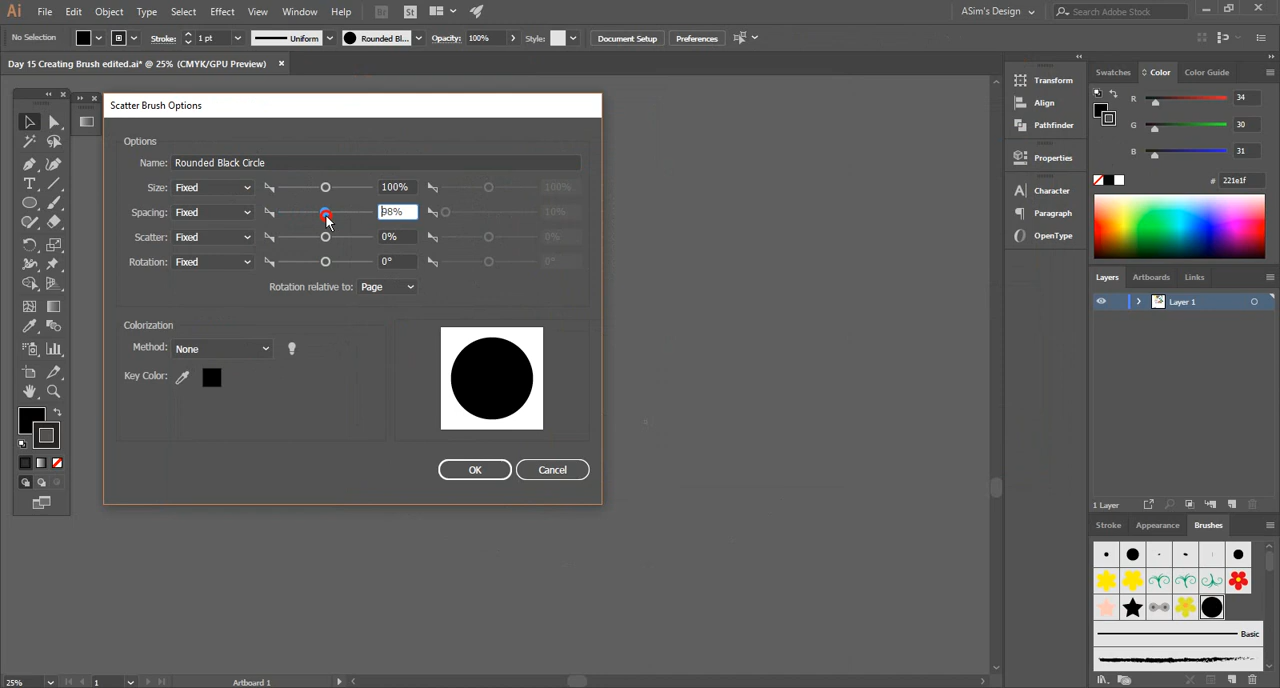 Ai File Edit Object Type Select Effect View Window Help Br St ASim's Design Search Adobe Stock
No Selection Stroke: 1 pt Uniform Rounded Bl... Opacity: 100% Style: Document Setup Preferences
Day 15 Creating Brush edited.ai* @ 25% (CMYK/GPU Preview)
Scatter Brush Options
Options
Name: Rounded Black Circle
Size: Fixed 100% 100%
Spacing: Fixed 98% 10%
Scatter: Fixed 0% 0%
Rotation: Fixed 0° 0°
Rotation relative to: Page
Colorization
Method: None
Key Color:
OK Cancel
Transform
Align
Pathfinder
Properties
Character
Paragraph
OpenType
Swatches Color Color Guide
R 34
G 30
B 31
# 221e1f
Layers Artboards Links
Layer 1
1 Layer
Stroke Appearance Brushes
Basic
25% 1 Artboard 1